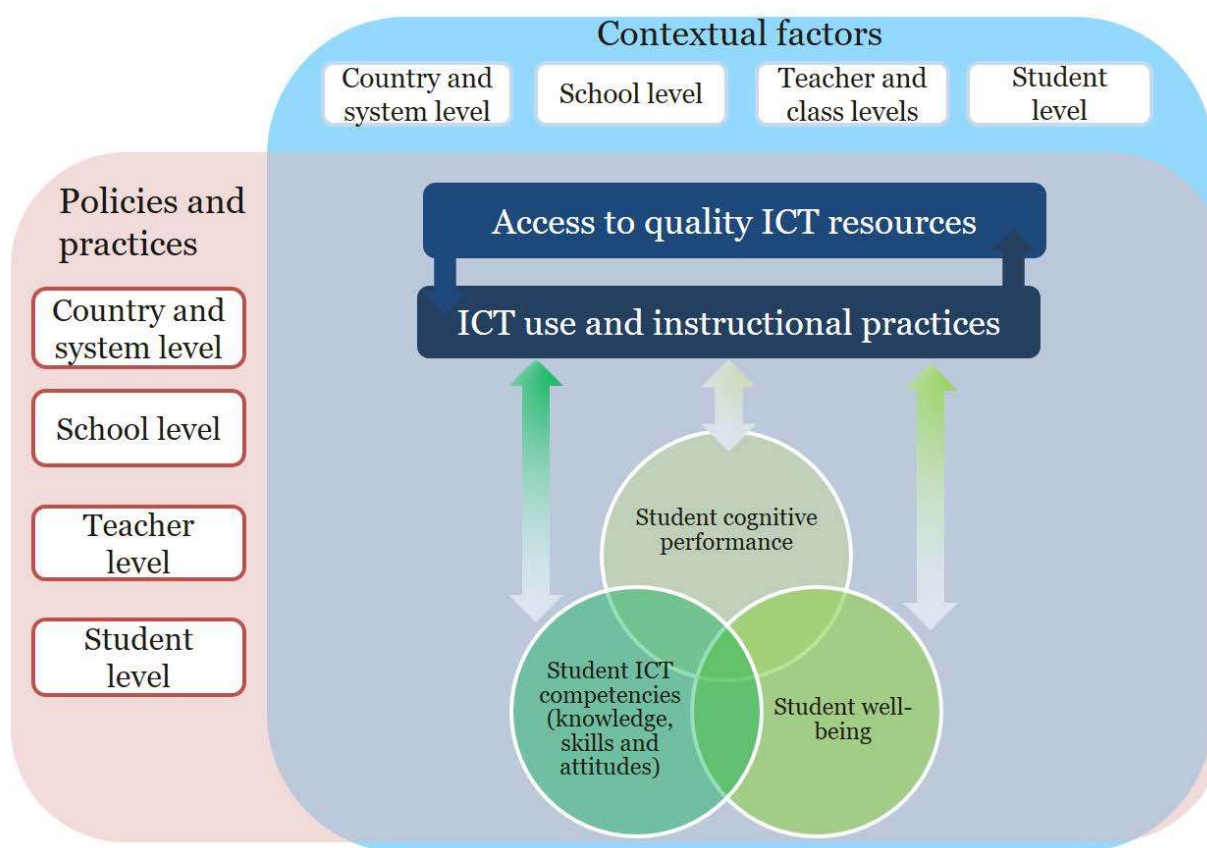 Contextual factors
Country and
system level
School level
Teacher and
class levels
Student
level
Policies and
practices
Country and
system level
School level
Teacher
level
Student
level
Access to quality ICT resources
ICT use and instructional practices
Student cognitive
performance
Student ICT
competencies
(knowledge,
skills and
attitudes)
Student well-
being